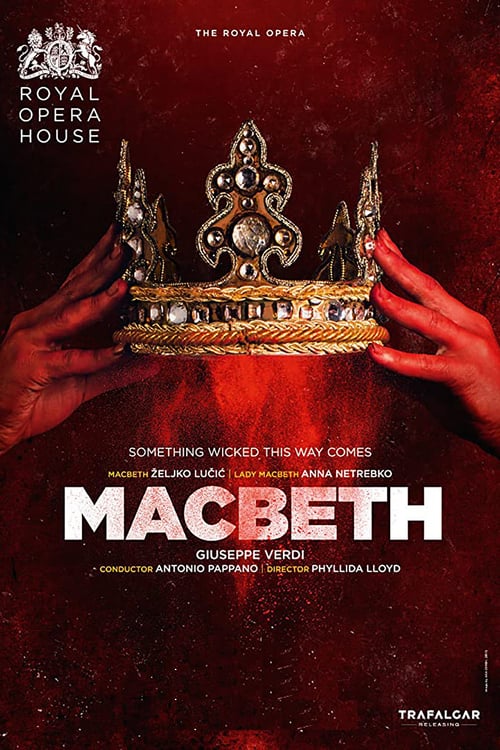 THE ROYAL OPERA
ROYAL
OPERA
HOUSE
SOMETHING WICKED THIS WAY COMES
MACBETH ŽELJKO LUČIĆ | LADY MACBETH ANNA NETREBKO
MACBETH
GIUSEPPE VERDI
CONDUCTOR ANTONIO PAPPANO | DIRECTOR PHYLLIDA LLOYD
TRAFALGAR
RELEASING